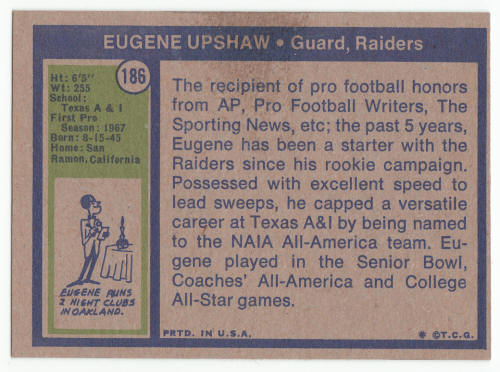 EUGENE UPSHAW • Guard, Raiders
186
Ht: 6'5"
Wt: 255
School:
Texas A & I
First Pro
Season: 1967
Born: 8-15-45
Home: San
Ramon, California
EUGENE RUNS
2 NIGHT CLUBS
IN OAKLAND.
The recipient of pro football honors
from AP, Pro Football Writers, The
Sporting News, etc; the past 5 years,
Eugene has been a starter with the
Raiders since his rookie campaign.
Possessed with excellent speed to
lead sweeps, he capped a versatile
career at Texas A&I by being named
to the NAIA All-America team. Eu-
gene played in the Senior Bowl,
Coaches' All-America and College
All-Star games.
PRTD. IN U.S.A.
* ©T.C.G.